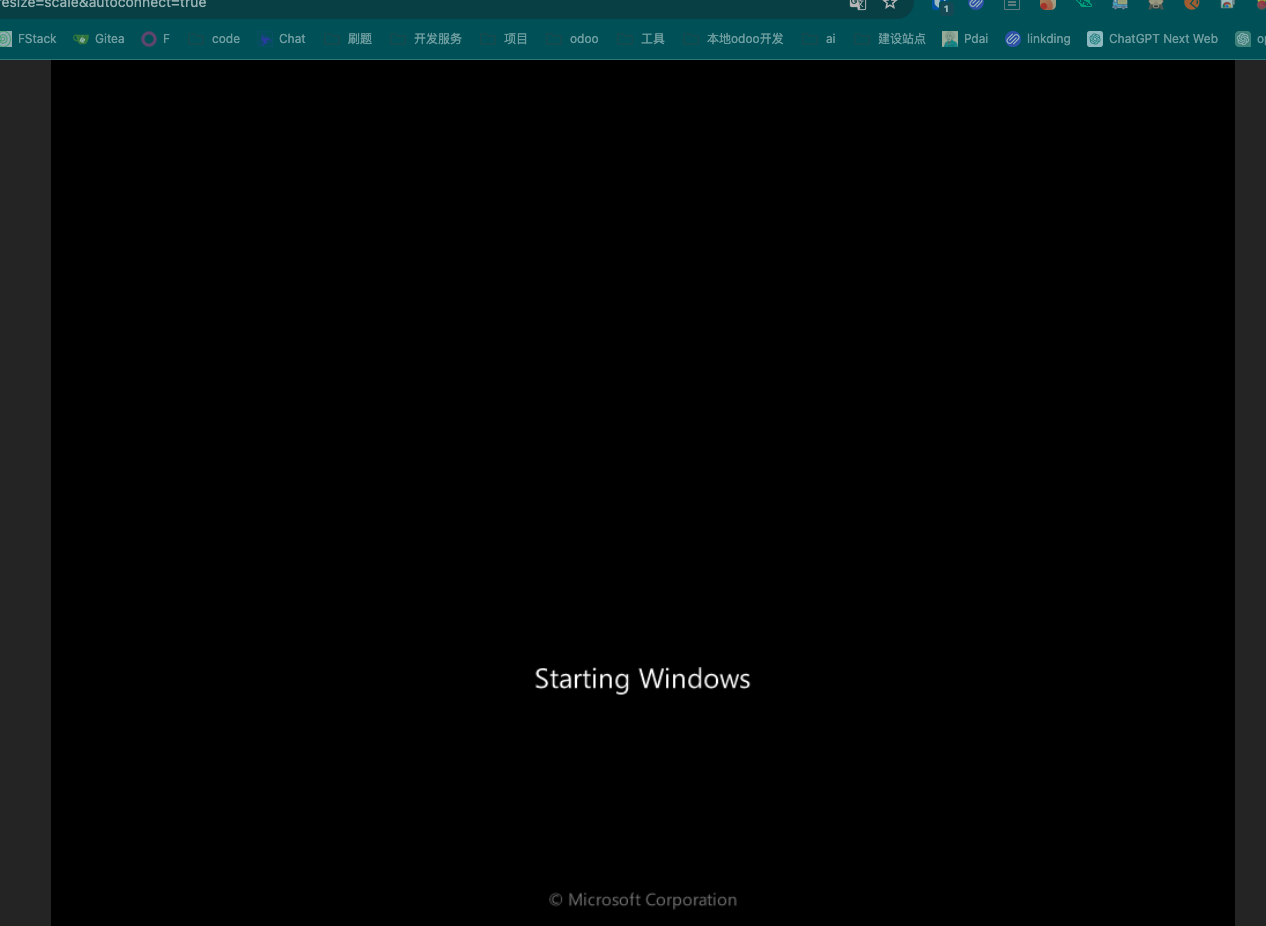 resize=scale&autoconnect=true
1
FStack Gitea F code Chat 刷题 开发服务 项目 odoo 工具 本地odoo开发 ai 建设站点 Pdai linkding ChatGPT Next Web
Starting Windows
© Microsoft Corporation